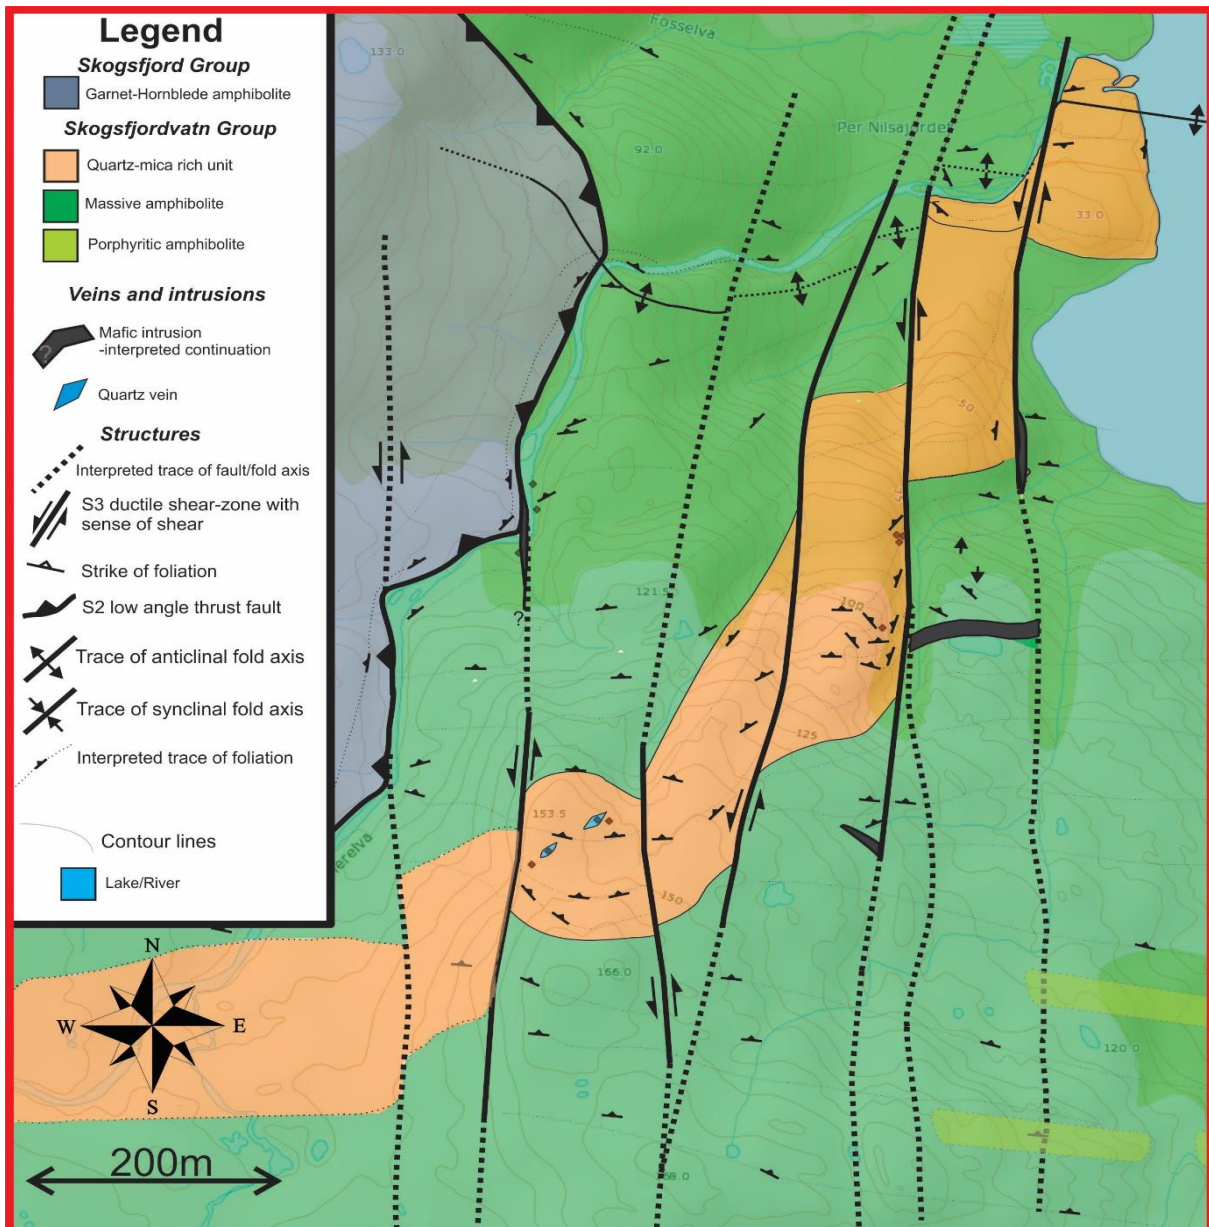 Legend
Skogsfjord Group
Garnet-Hornblede amphibolite
Skogsfjordvatn Group
Quartz-mica rich unit
Massive amphibolite
Porphyritic amphibolite
Veins and intrusions
Mafic intrusion
-interpreted continuation
?
Quartz vein
Structures
Interpreted trace of fault/fold axis
S3 ductile shear-zone with
sense of shear
Strike of foliation
S2 low angle thrust fault
Trace of anticlinal fold axis
Trace of synclinal fold axis
Interpreted trace of foliation
Contour lines
Lake/River
N
W
E
S
200m
Fosselva
133.0
92.0
Per Nilsajordet
33.0
50
75
?
121.5
100
?
125
153.5
150
166.0
120.0